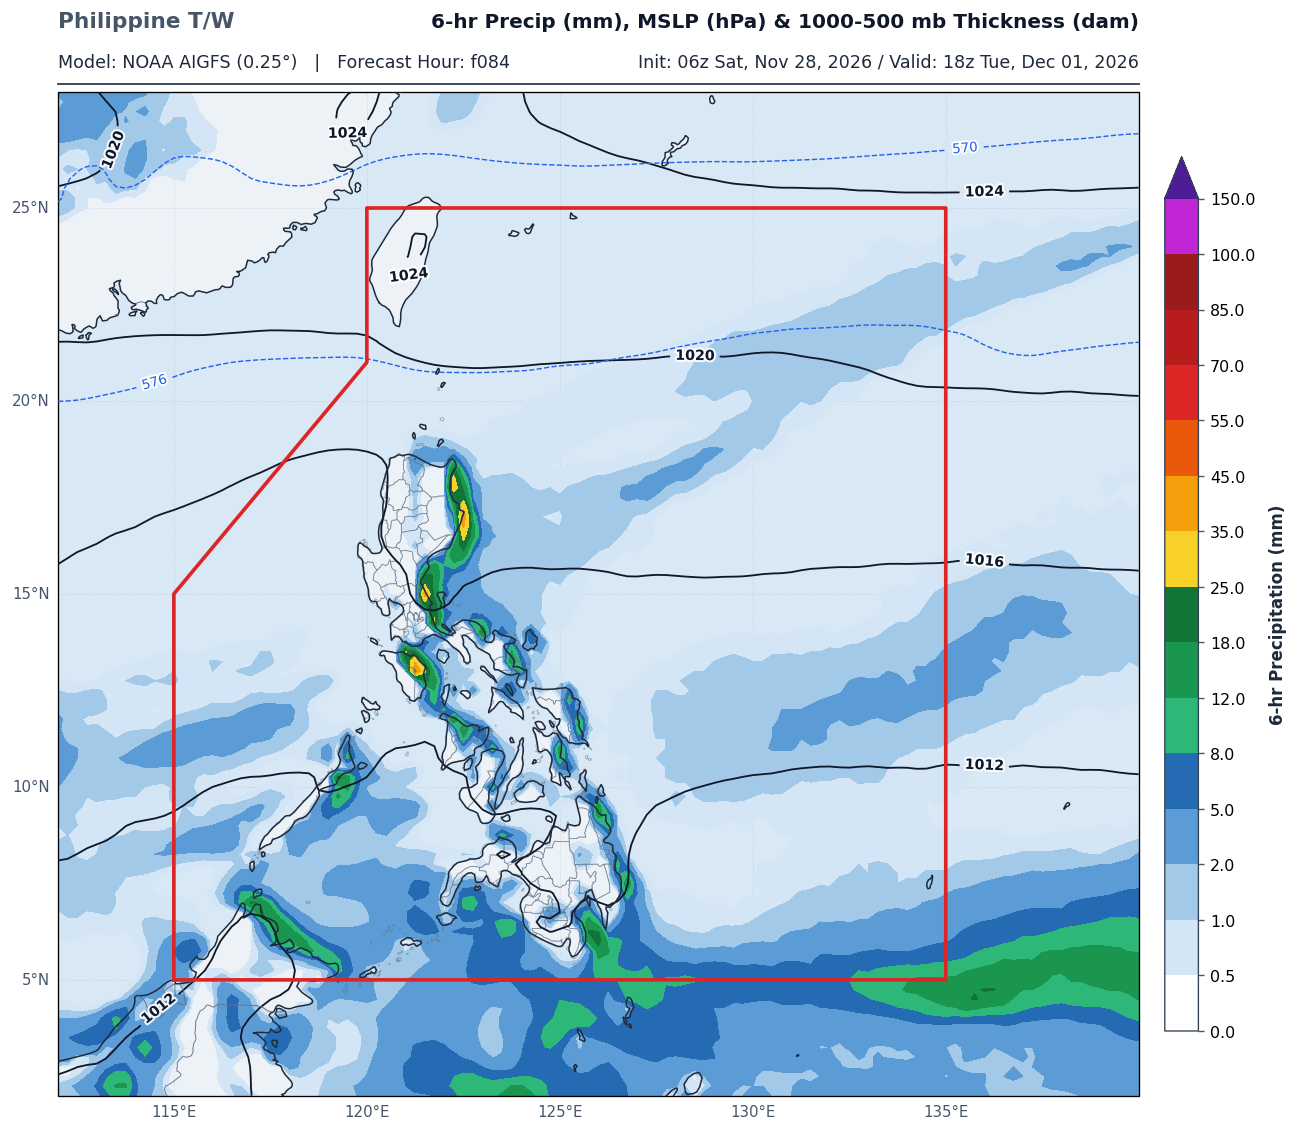 Philippine T/W
6-hr Precip (mm), MSLP (hPa) & 1000-500 mb Thickness (dam)
Model: NOAA AIGFS (0.25°) | Forecast Hour: f084
Init: 06z Sat, Nov 28, 2026 / Valid: 18z Tue, Dec 01, 2026
1020
1024
570
1024
1024
1020
576
1016
1012
1012
25°N
20°N
15°N
10°N
5°N
115°E
120°E
125°E
130°E
135°E
150.0
100.0
85.0
70.0
55.0
45.0
35.0
25.0
18.0
12.0
8.0
5.0
2.0
1.0
0.5
0.0
6-hr Precipitation (mm)